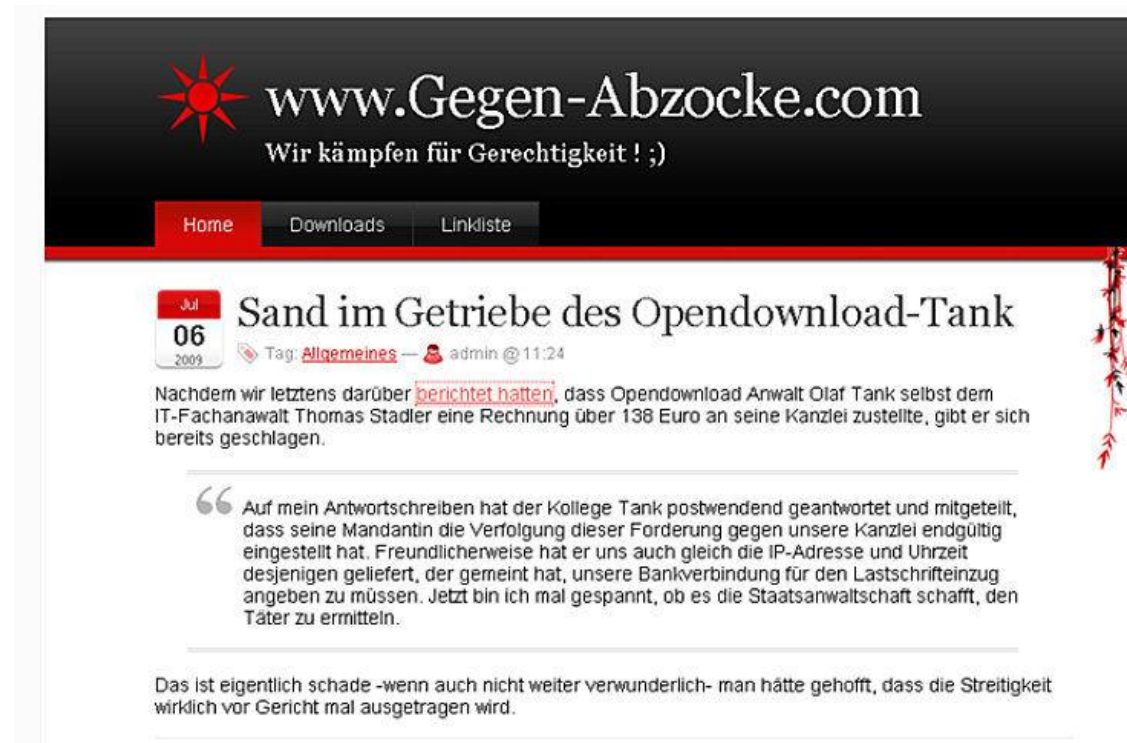 www.Gegen-Abzocke.com
Wir kämpfen für Gerechtigkeit ! ;)
Home Downloads Linkliste
Jul
06
2009
Sand im Getriebe des Opendownload-Tank
Tag: Allgemeines — admin @ 11:24
Nachdem wir letztens darüber berichtet hatten, dass Opendownload Anwalt Olaf Tank selbst dem
IT-Fachanawalt Thomas Stadler eine Rechnung über 138 Euro an seine Kanzlei zustellte, gibt er sich
bereits geschlagen.
“ Auf mein Antwortschreiben hat der Kollege Tank postwendend geantwortet und mitgeteilt,
dass seine Mandantin die Verfolgung dieser Forderung gegen unsere Kanzlei endgültig
eingestellt hat. Freundlicherweise hat er uns auch gleich die IP-Adresse und Uhrzeit
desjenigen geliefert, der gemeint hat, unsere Bankverbindung für den Lastschrifteinzug
angeben zu müssen. Jetzt bin ich mal gespannt, ob es die Staatsanwaltschaft schafft, den
Täter zu ermitteln.
Das ist eigentlich schade -wenn auch nicht weiter verwunderlich- man hätte gehofft, dass die Streitigkeit
wirklich vor Gericht mal ausgetragen wird.